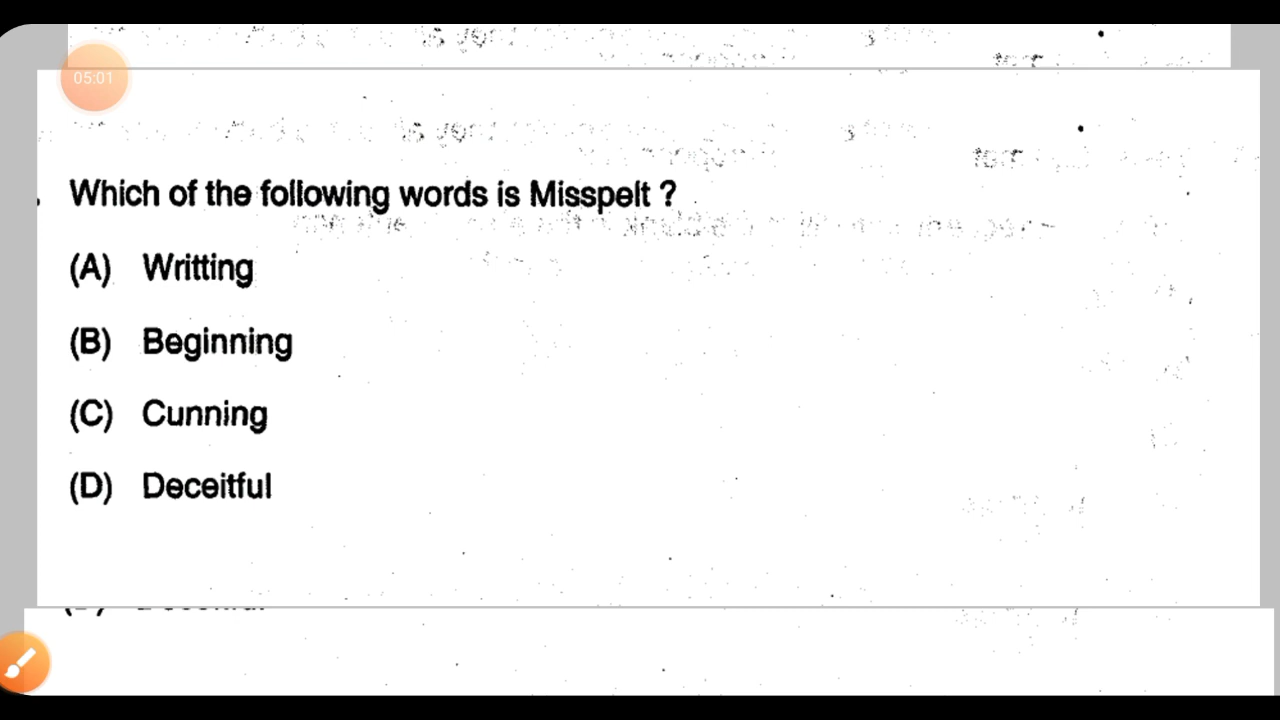 05:01
Which of the following words is Misspelt ?
(A) Writting
(B) Beginning
(C) Cunning
(D) Deceitful